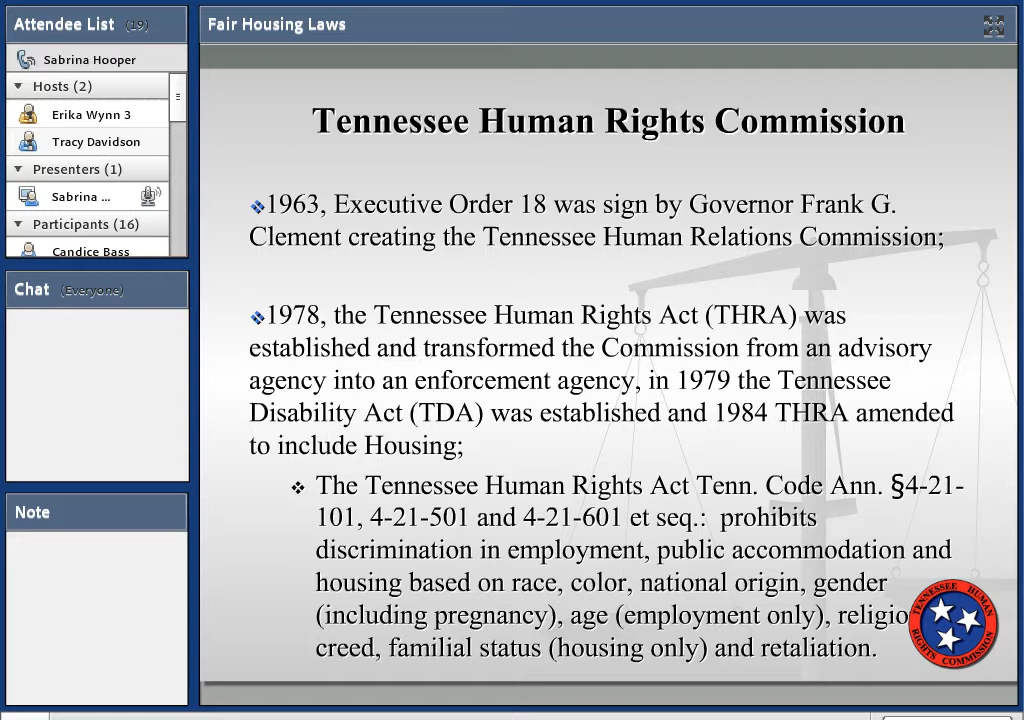 Attendee List (19)
Sabrina Hooper
Hosts (2)
Erika Wynn 3
Tracy Davidson
Presenters (1)
Sabrina ...
Participants (16)
Candice Bass
Chat (Everyone)
Note
Fair Housing Laws
Tennessee Human Rights Commission
1963, Executive Order 18 was sign by Governor Frank G.
Clement creating the Tennessee Human Relations Commission;
1978, the Tennessee Human Rights Act (THRA) was
established and transformed the Commission from an advisory
agency into an enforcement agency, in 1979 the Tennessee
Disability Act (TDA) was established and 1984 THRA amended
to include Housing;
The Tennessee Human Rights Act Tenn. Code Ann. §4-21-
101, 4-21-501 and 4-21-601 et seq.: prohibits
discrimination in employment, public accommodation and
housing based on race, color, national origin, gender
(including pregnancy), age (employment only), religio
creed, familial status (housing only) and retaliation.
TENNESSEE HUMAN
RIGHTS COMMISSION